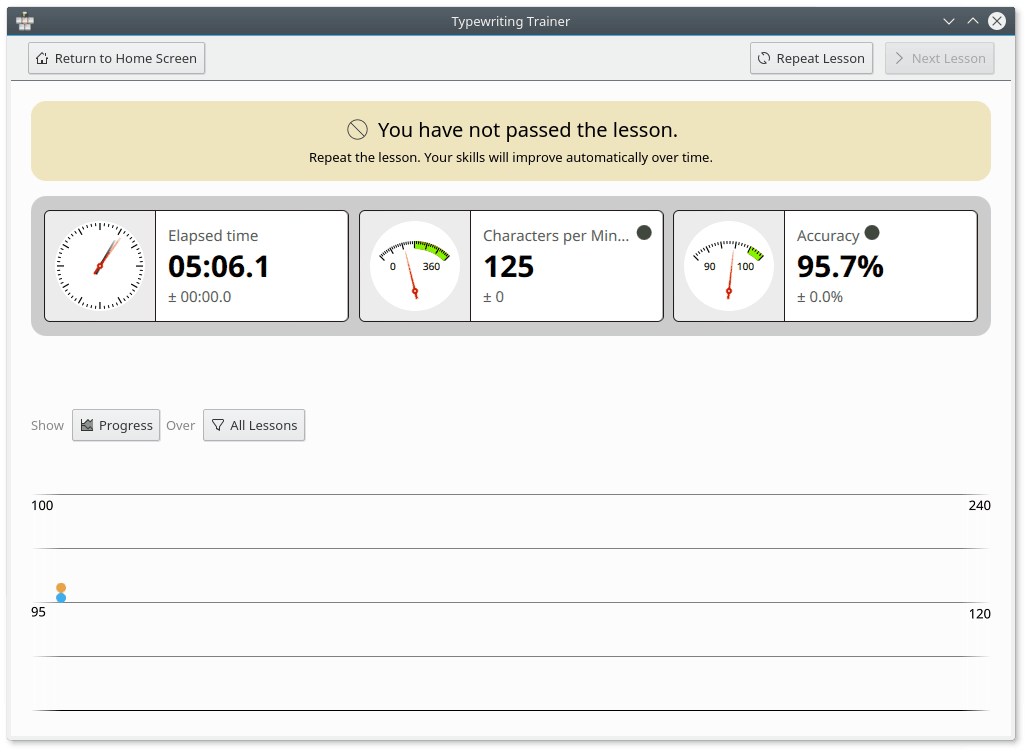 Typewriting Trainer
Return to Home Screen
Repeat Lesson
Next Lesson
You have not passed the lesson.
Repeat the lesson. Your skills will improve automatically over time.
Elapsed time
05:06.1
± 00:00.0
0 360
Characters per Min...
125
± 0
90 100
Accuracy
95.7%
± 0.0%
Show Progress Over All Lessons
100 240
95 120